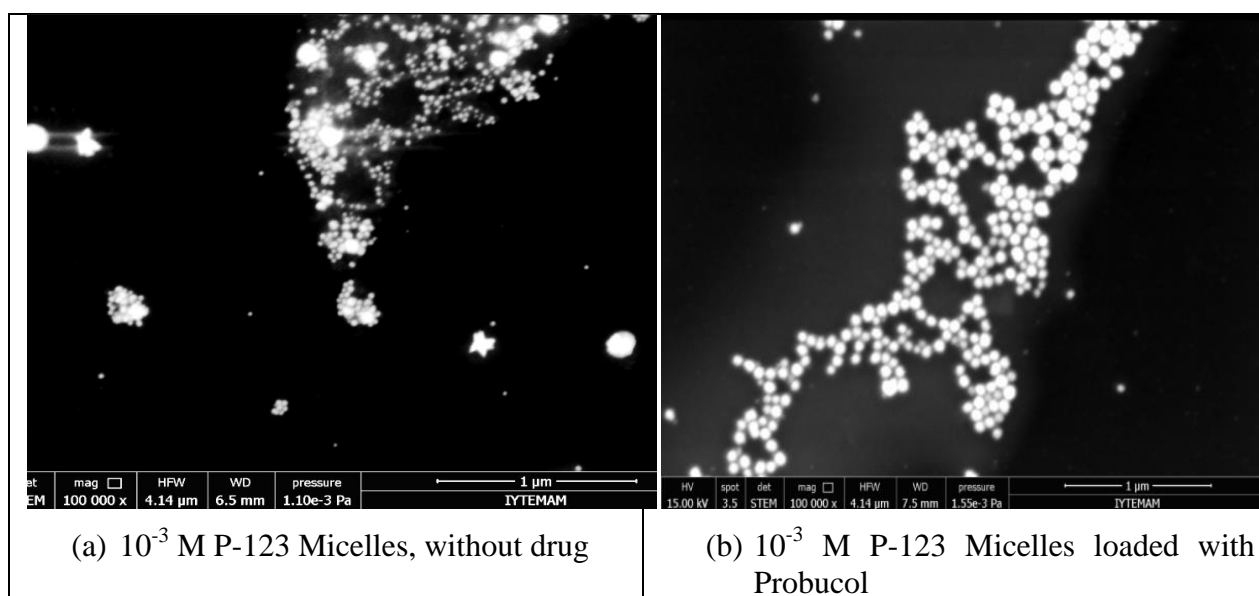 et mag HFW WD pressure 1 µm
EM 100 000 x 4.14 µm 6.5 mm 1.10e-3 Pa IYTEMAM
HV spot det mag HFW WD pressure 1 µm
15.00 kV 3.5 STEM 100 000 x 4.14 µm 7.5 mm 1.55e-3 Pa IYTEMAM
(a) 10⁻³ M P-123 Micelles, without drug
(b) 10⁻³ M P-123 Micelles loaded with
Probucol